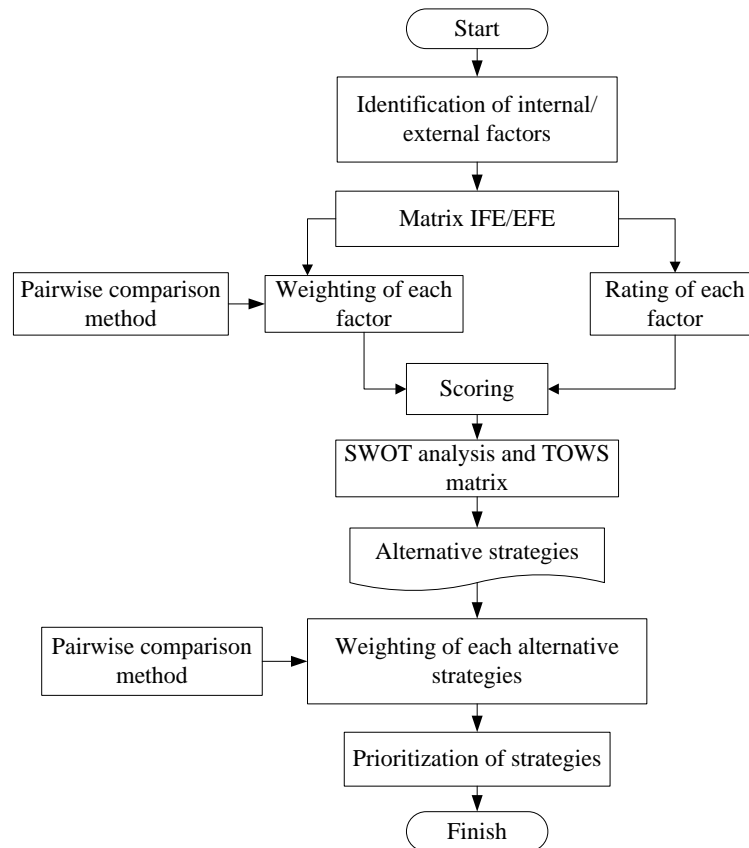 Start
Identification of internal/
external factors
Matrix IFE/EFE
Pairwise comparison
method
Weighting of each
factor
Rating of each
factor
Scoring
SWOT analysis and TOWS
matrix
Alternative strategies
Pairwise comparison
method
Weighting of each alternative
strategies
Prioritization of strategies
Finish